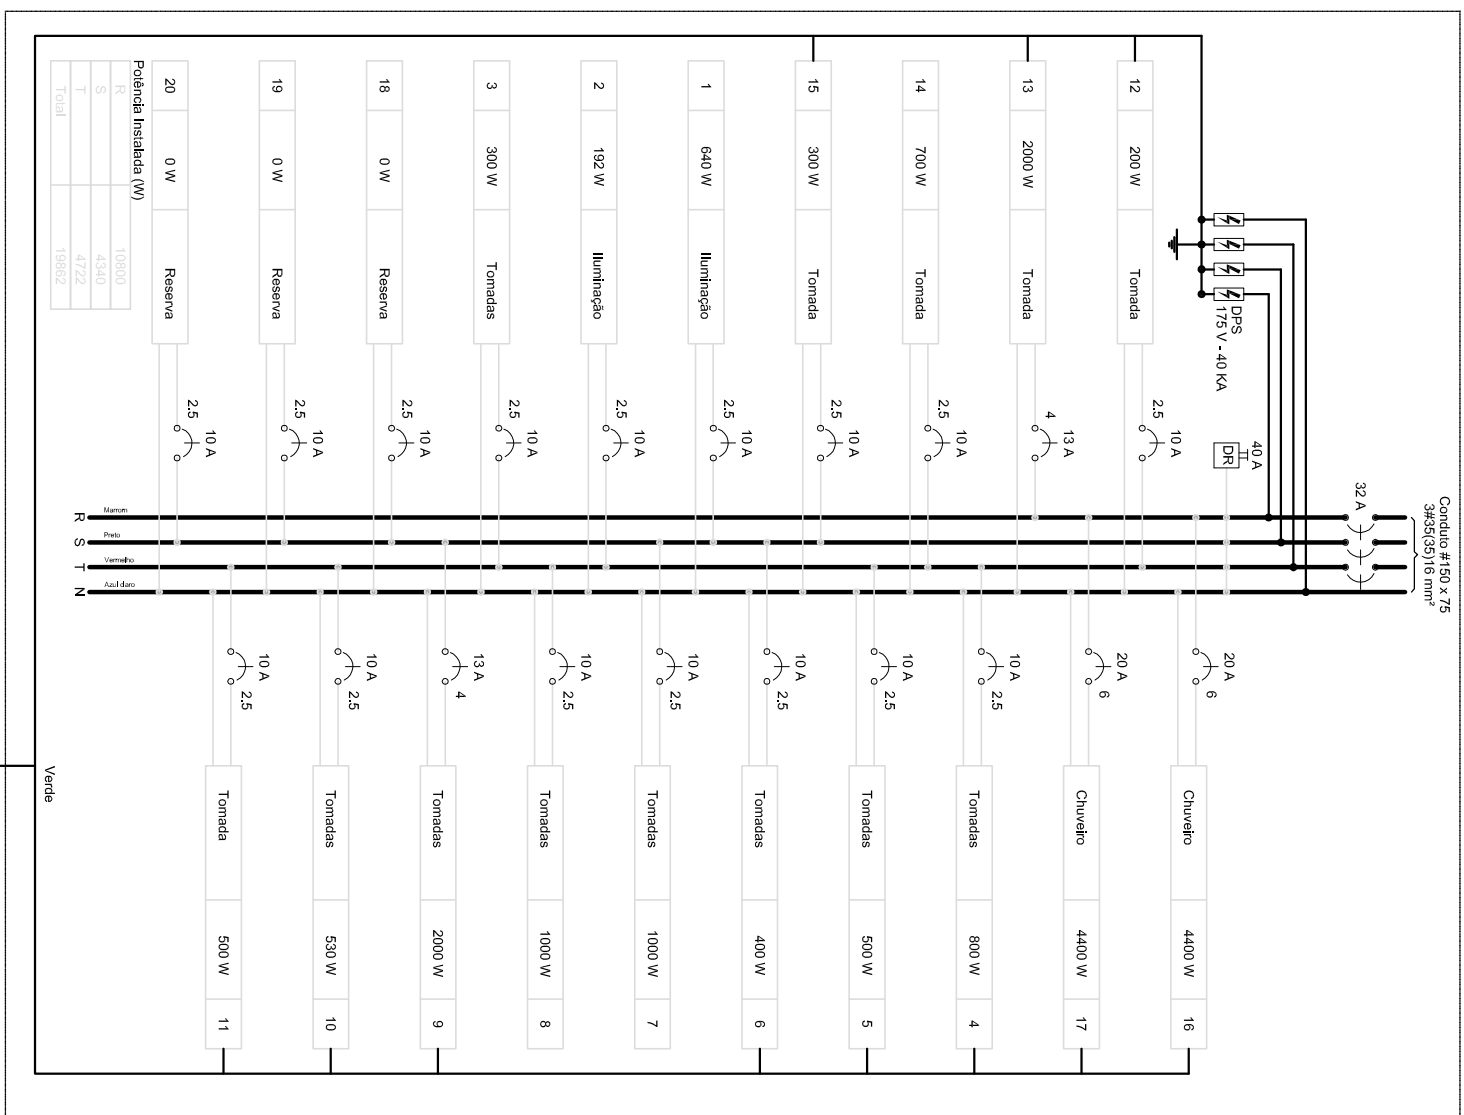 Conduto #150 x 75
3#35(35)16 mm²
32 A
DPS
175 V - 40 KA
40 A
DR
12
200 W
Tomada
2.5
10 A
13
2000 W
Tomada
4
13 A
14
700 W
Tomada
2.5
10 A
15
300 W
Tomada
2.5
10 A
1
640 W
Iluminação
2.5
10 A
2
192 W
Iluminação
2.5
10 A
3
300 W
Tomadas
2.5
10 A
18
0 W
Reserva
2.5
10 A
19
0 W
Reserva
2.5
10 A
20
0 W
Reserva
2.5
10 A
Potência Instalada (W)
R 10800
S 4340
T 4722
Total 19862
R Marrom
S Preto
T Vermelho
N Azul claro
20 A
6
Chuveiro
4400 W
16
20 A
6
Chuveiro
4400 W
17
10 A
2.5
Tomadas
800 W
4
10 A
2.5
Tomadas
500 W
5
10 A
2.5
Tomadas
400 W
6
10 A
2.5
Tomadas
1000 W
7
10 A
2.5
Tomadas
1000 W
8
13 A
4
Tomadas
2000 W
9
10 A
2.5
Tomadas
530 W
10
10 A
2.5
Tomada
500 W
11
Verde